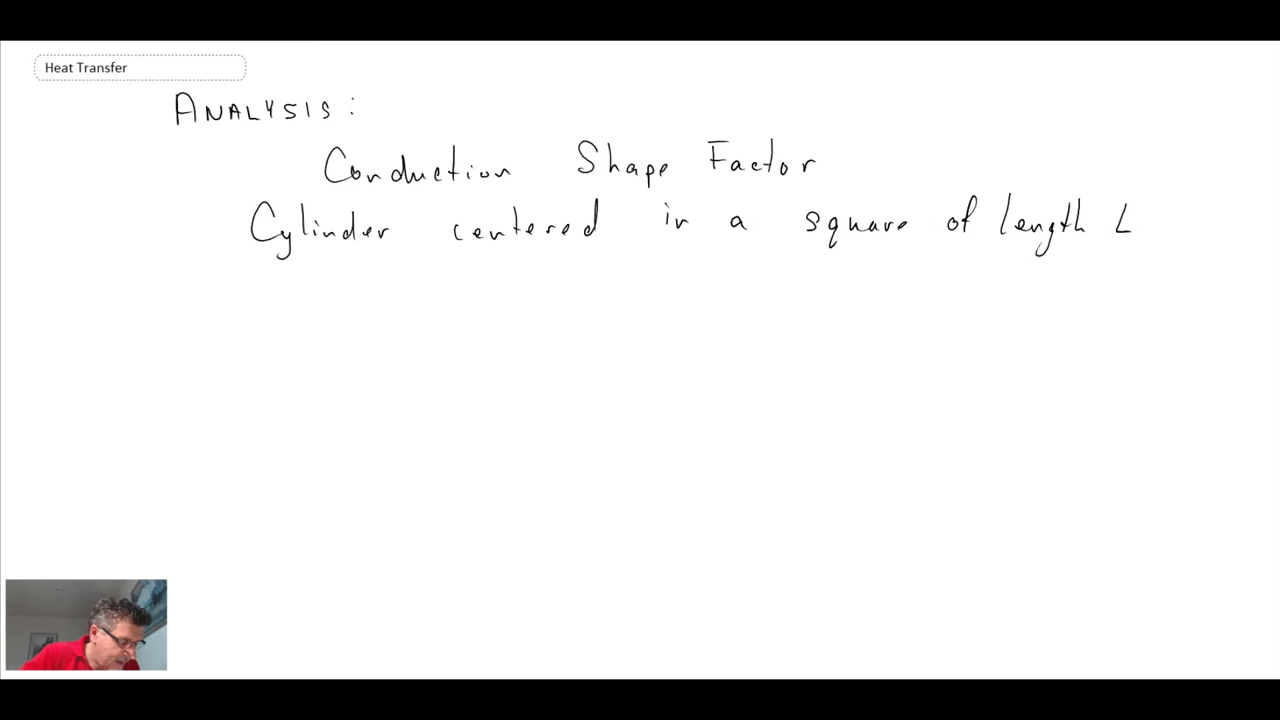 Heat Transfer
ANALYSIS:
Conduction Shape Factor
Cylinder centered in a square of length L